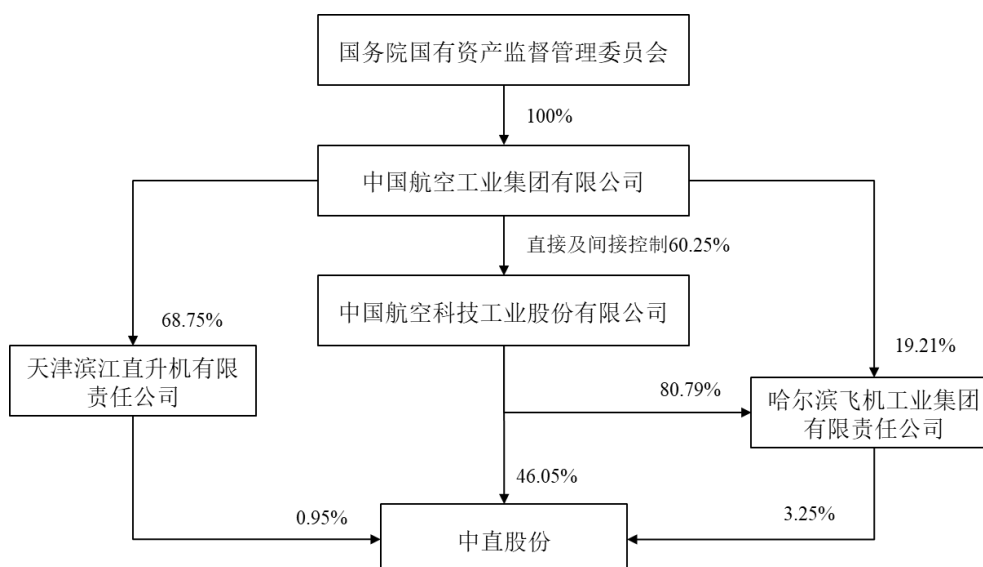 国务院国有资产监督管理委员会
100%
中国航空工业集团有限公司
直接及间接控制60.25%
中国航空科技工业股份有限公司
68.75%
19.21%
天津滨江直升机有限
责任公司
80.79%
哈尔滨飞机工业集团
有限责任公司
46.05%
0.95%
3.25%
中直股份